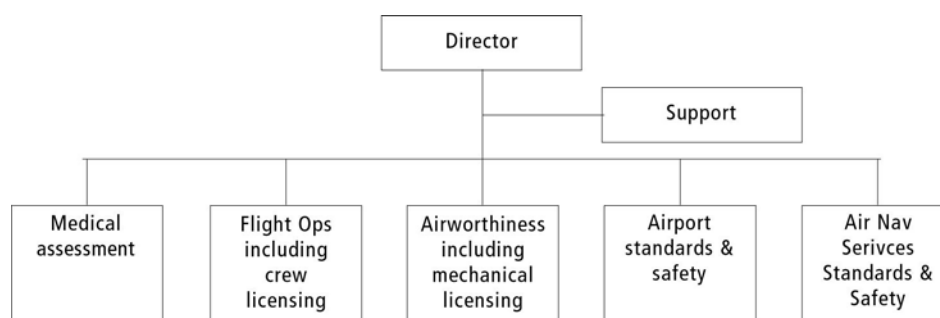 Director
Support
Medical
assessment
Flight Ops
including
crew
licensing
Airworthiness
including
mechanical
licensing
Airport
standards &
safety
Air Nav
Serivces
Standards &
Safety